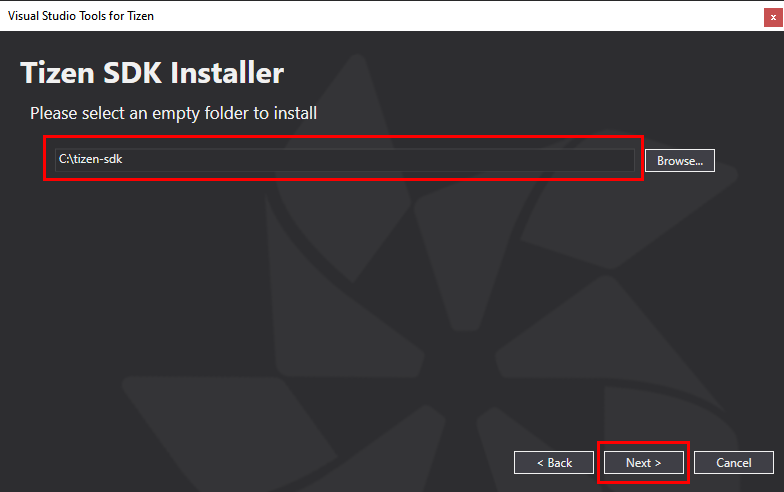 Visual Studio Tools for Tizen
x
Tizen SDK Installer
Please select an empty folder to install
C:\tizen-sdk
Browse...
< Back
Next >
Cancel